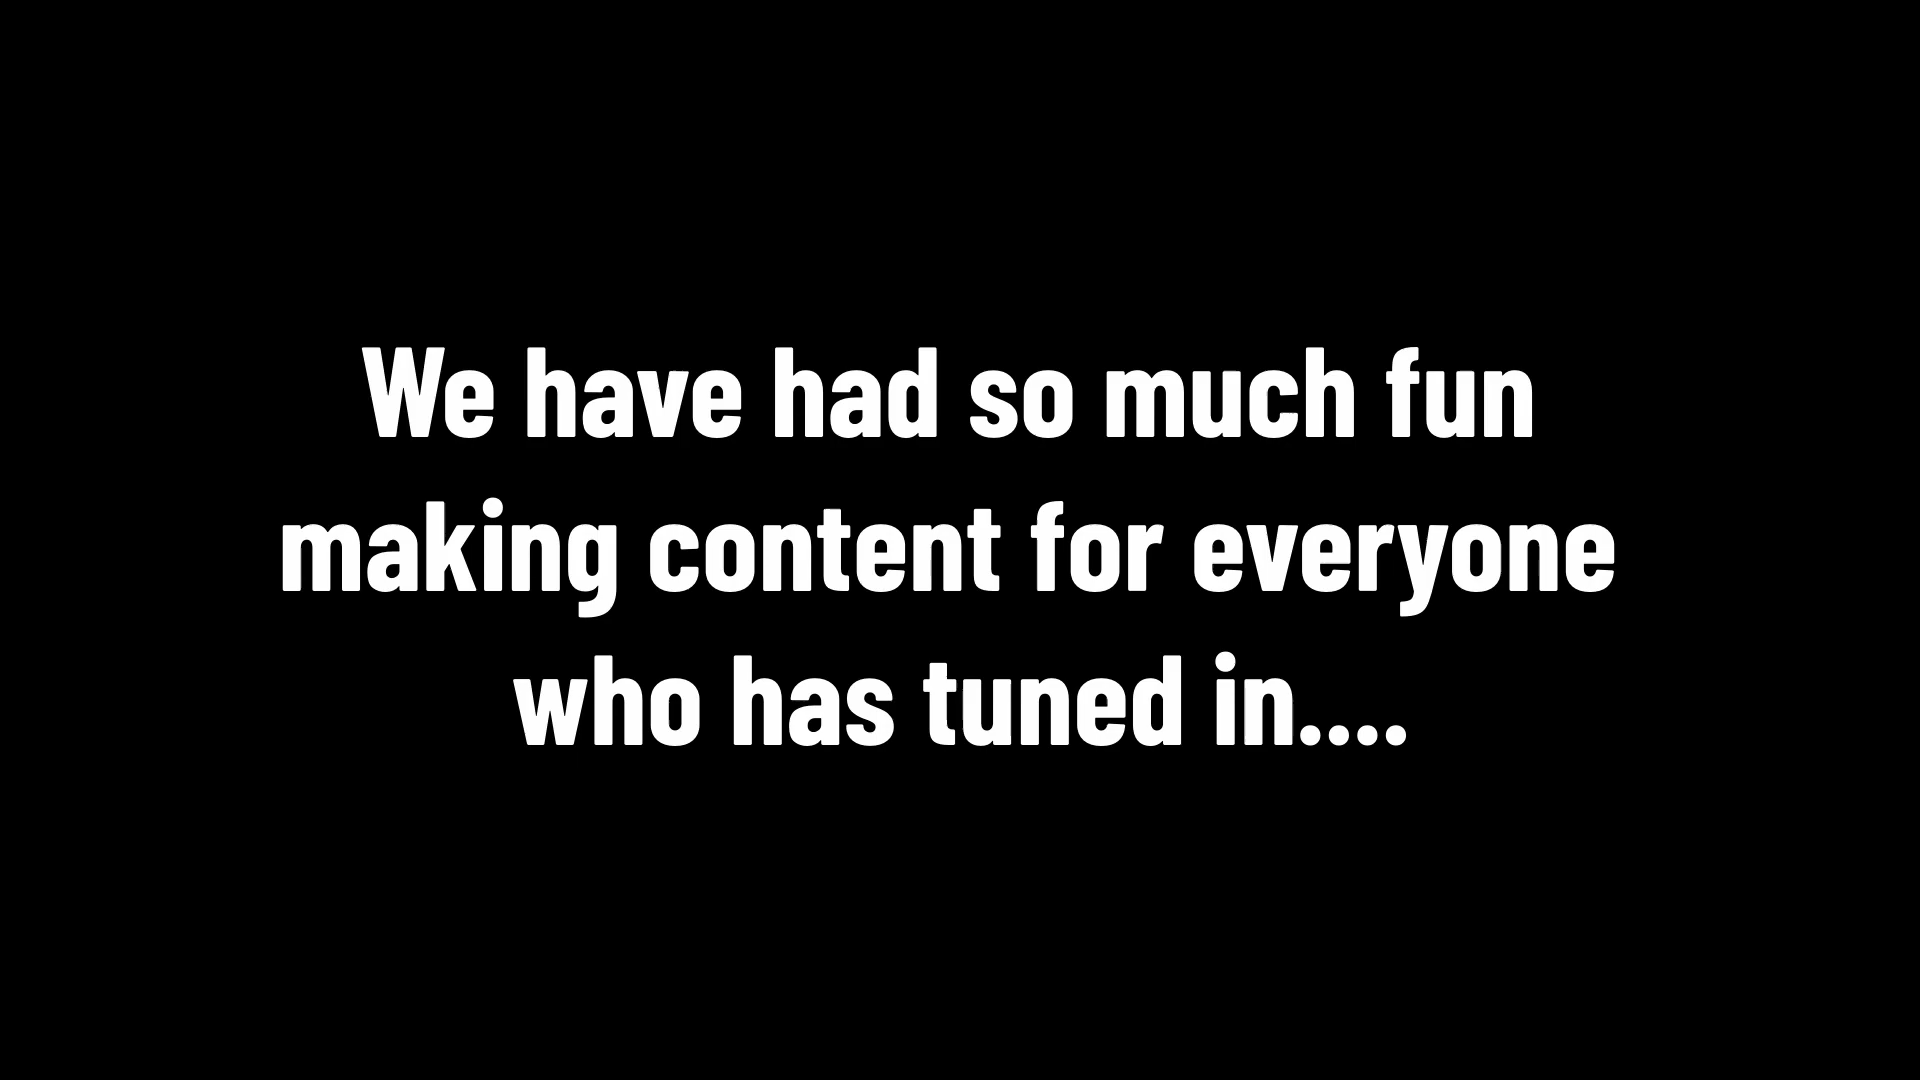 We have had so much fun
making content for everyone
who has tuned in....